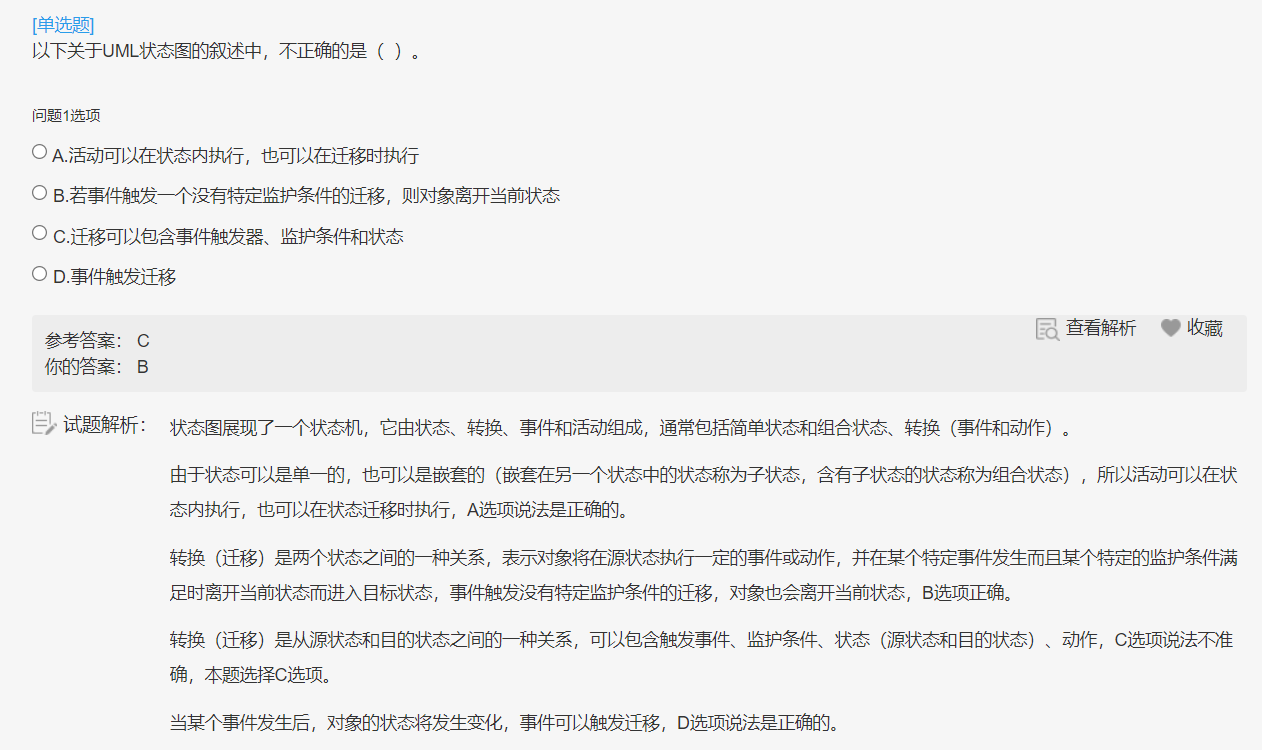 [单选题]
以下关于UML状态图的叙述中，不正确的是（  ）。
问题1选项
A.活动可以在状态内执行，也可以在迁移时执行
B.若事件触发一个没有特定监护条件的迁移，则对象离开当前状态
C.迁移可以包含事件触发器、监护条件和状态
D.事件触发迁移
参考答案： C
查看解析 收藏
你的答案： B
试题解析： 状态图展现了一个状态机，它由状态、转换、事件和活动组成，通常包括简单状态和组合状态、转换（事件和动作）。
由于状态可以是单一的，也可以是嵌套的（嵌套在另一个状态中的状态称为子状态，含有子状态的状态称为组合状态），所以活动可以在状
态内执行，也可以在状态迁移时执行，A选项说法是正确的。
转换（迁移）是两个状态之间的一种关系，表示对象将在源状态执行一定的事件或动作，并在某个特定事件发生而且某个特定的监护条件满
足时离开当前状态而进入目标状态，事件触发没有特定监护条件的迁移，对象也会离开当前状态，B选项正确。
转换（迁移）是从源状态和目的状态之间的一种关系，可以包含触发事件、监护条件、状态（源状态和目的状态）、动作，C选项说法不准
确，本题选择C选项。
当某个事件发生后，对象的状态将发生变化，事件可以触发迁移，D选项说法是正确的。